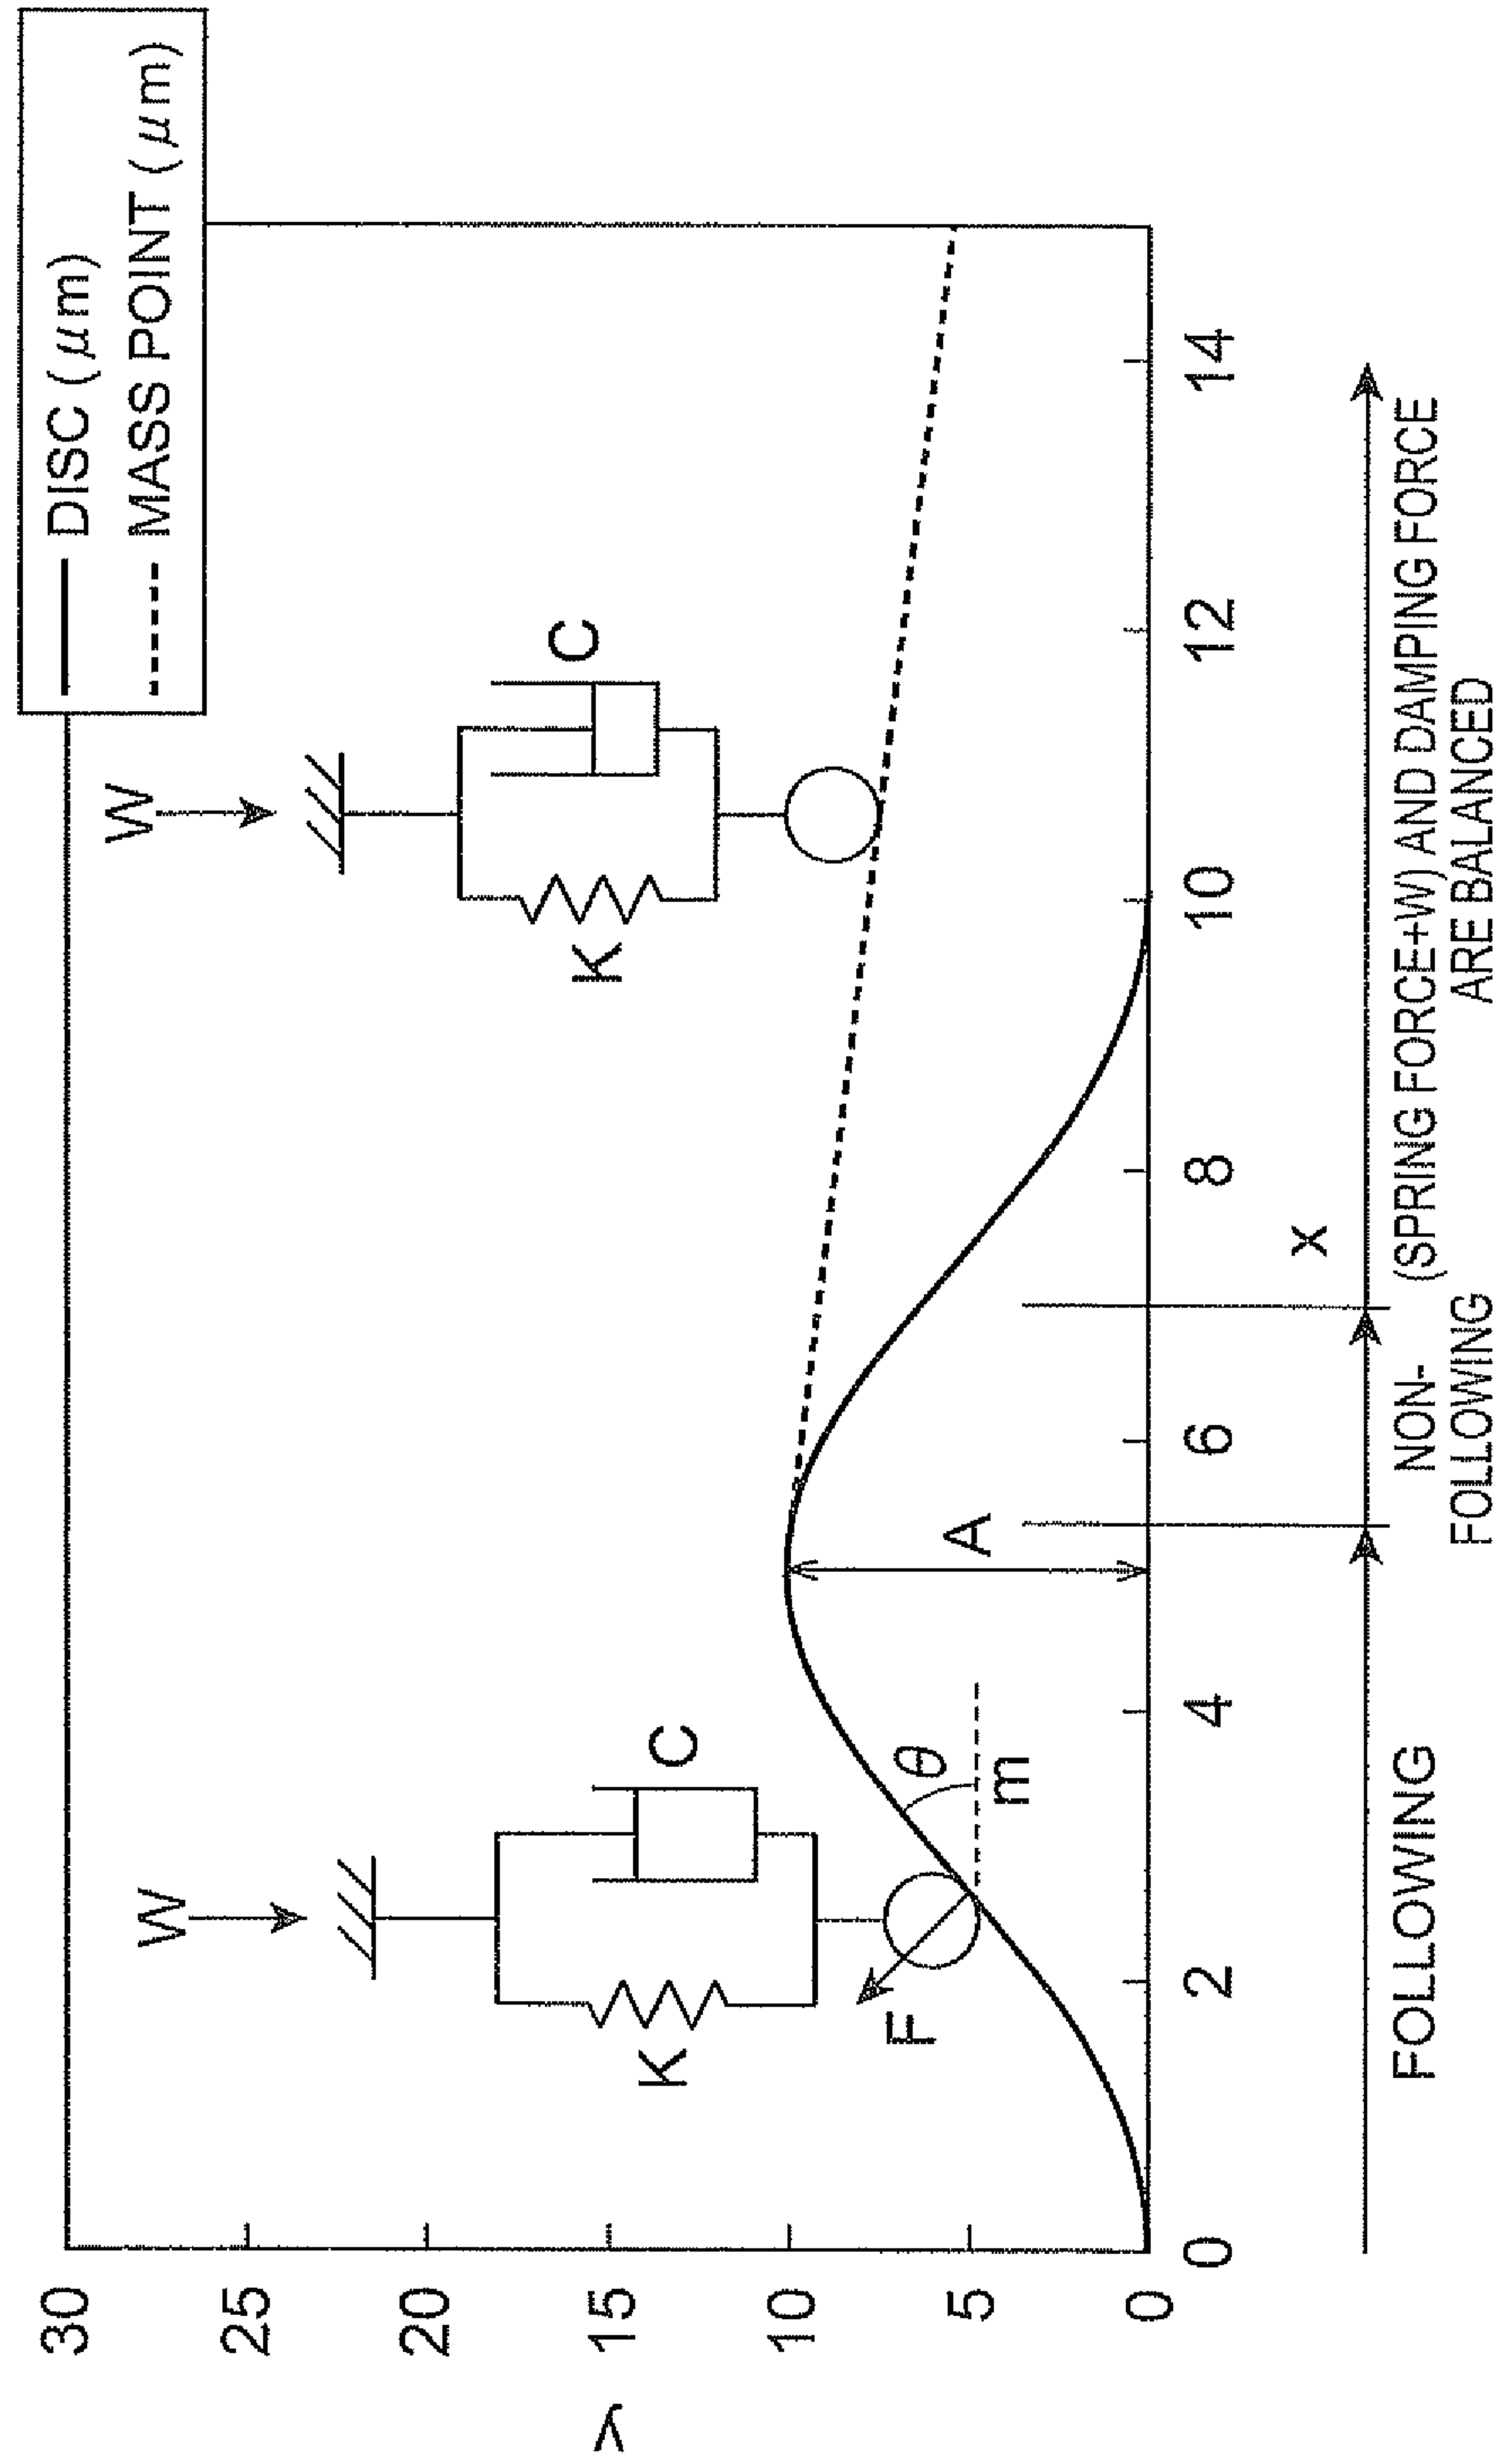 DISC (μm)
MASS POINT (μm)
W
W
K
C
K
C
F
θ
m
A
y
30
25
20
15
10
5
0
0
2
4
6
8
10
12
14
x
FOLLOWING
NON-
FOLLOWING
(SPRING FORCE+W) AND DAMPING FORCE
ARE BALANCED